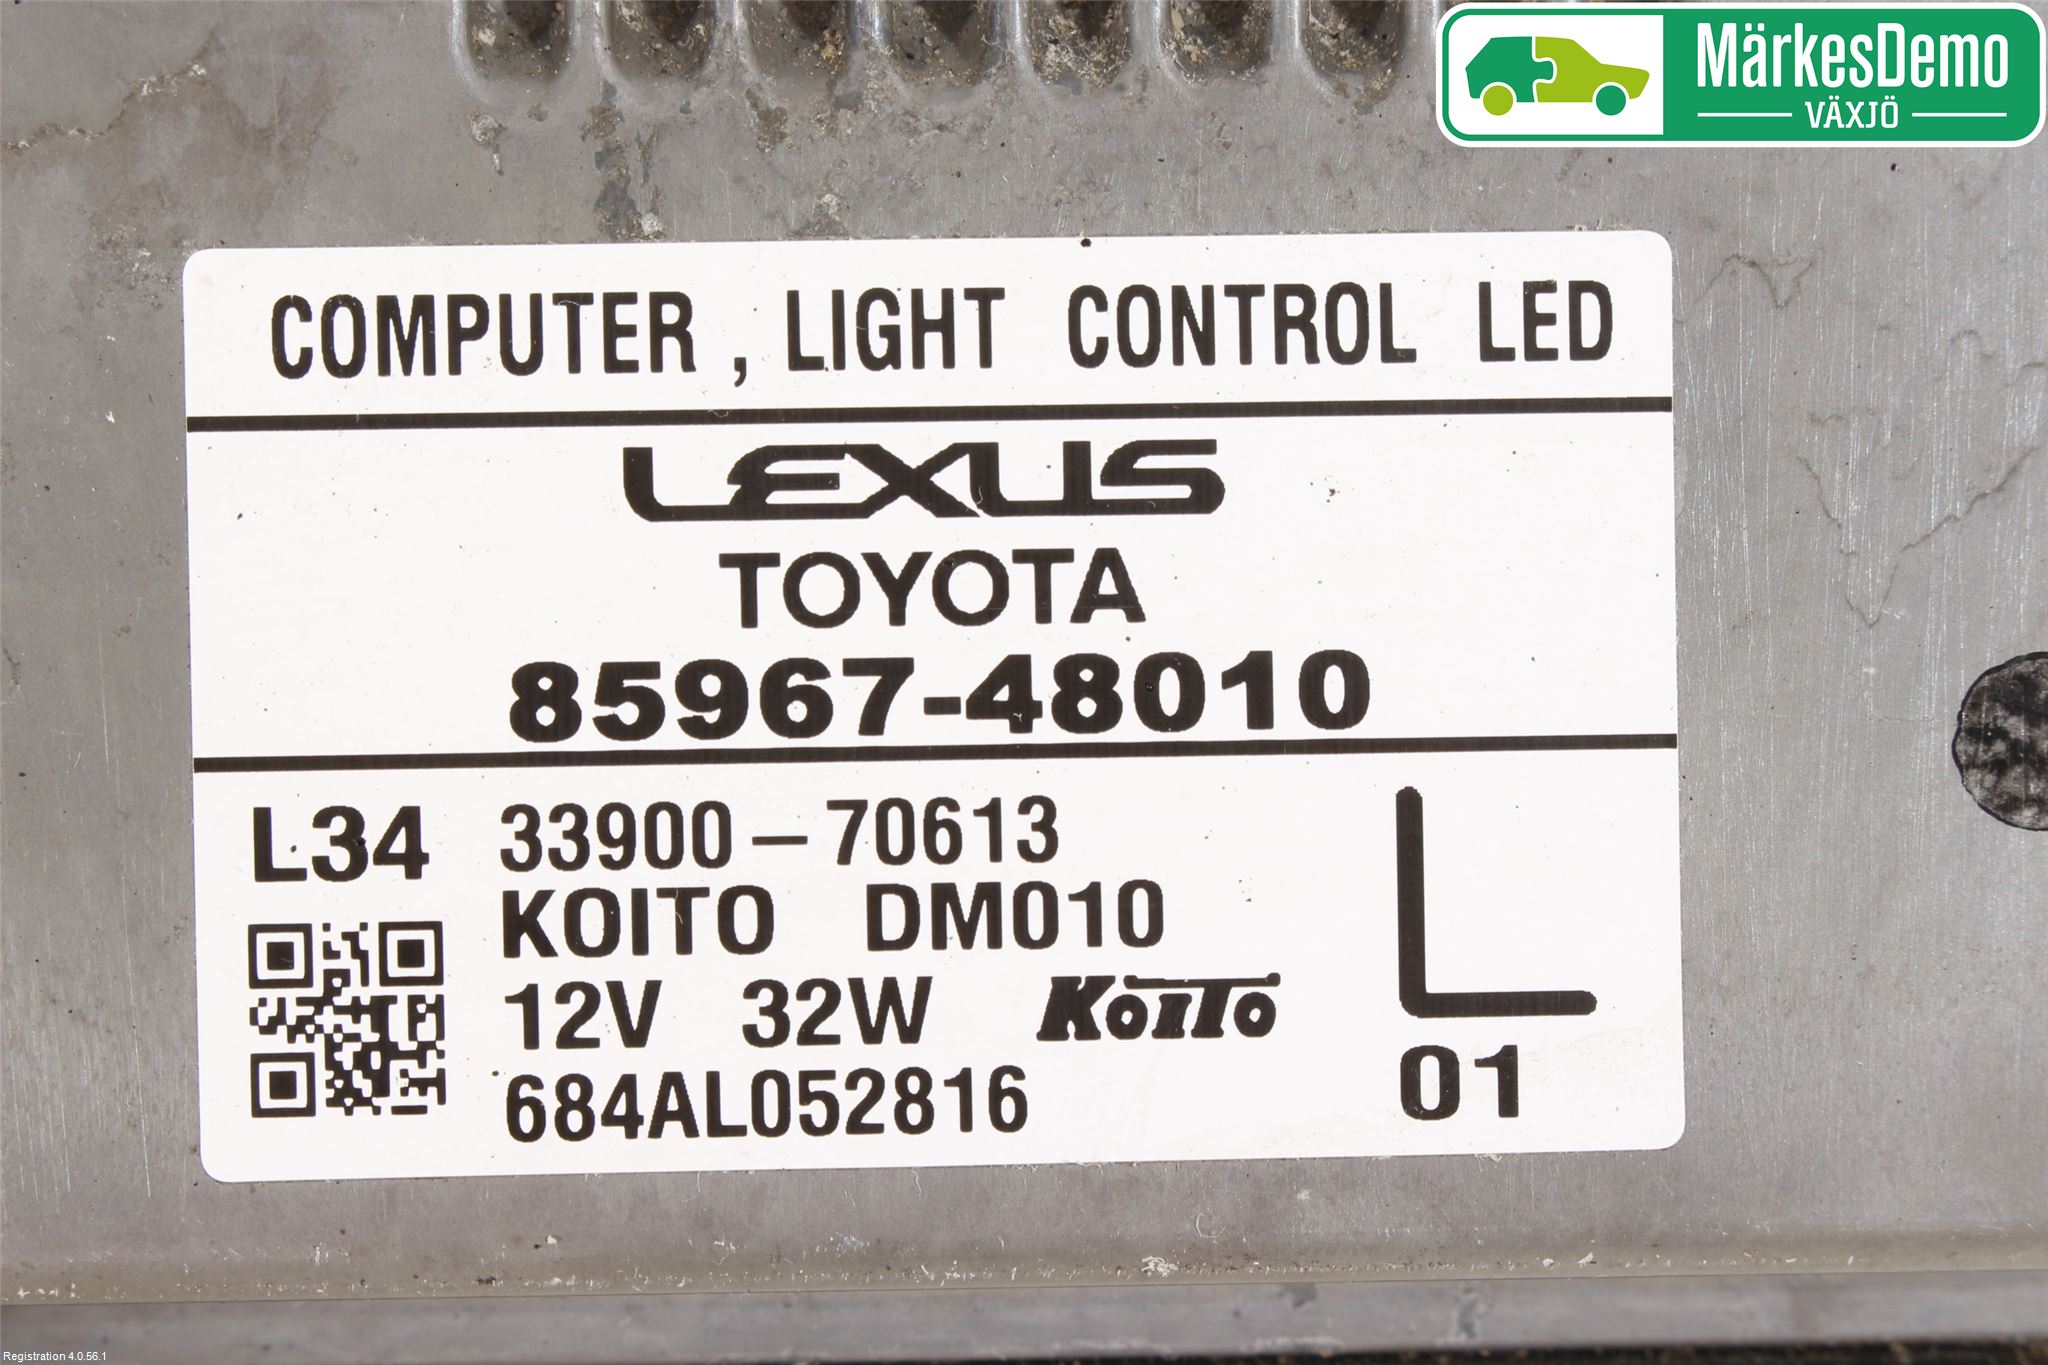 MärkesDemo
VÄXJÖ
COMPUTER , LIGHT CONTROL LED
LEXUS
TOYOTA
85967-48010
L34 33900-70613
KOITO DM010
12V 32W KOITO
684AL052816
L
01
Registration 4.0.56.1